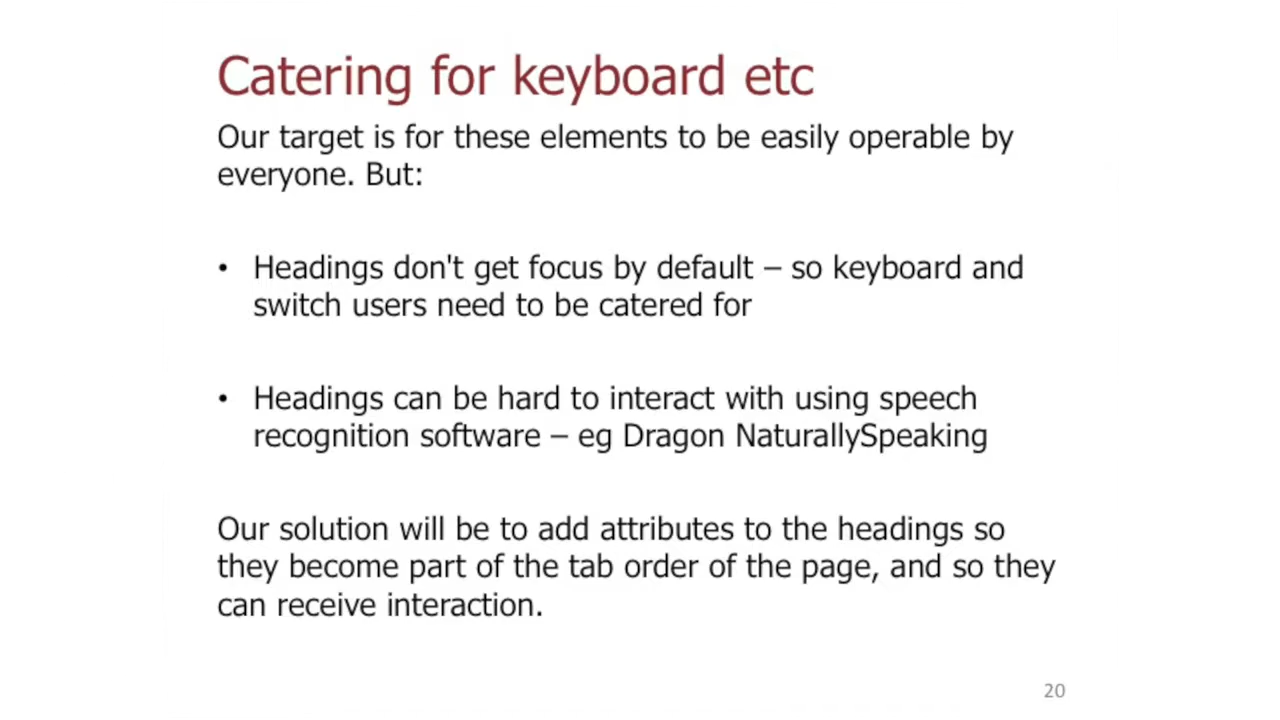 Catering for keyboard etc
Our target is for these elements to be easily operable by
everyone. But:
• Headings don't get focus by default – so keyboard and
switch users need to be catered for
• Headings can be hard to interact with using speech
recognition software – eg Dragon NaturallySpeaking
Our solution will be to add attributes to the headings so
they become part of the tab order of the page, and so they
can receive interaction.
20